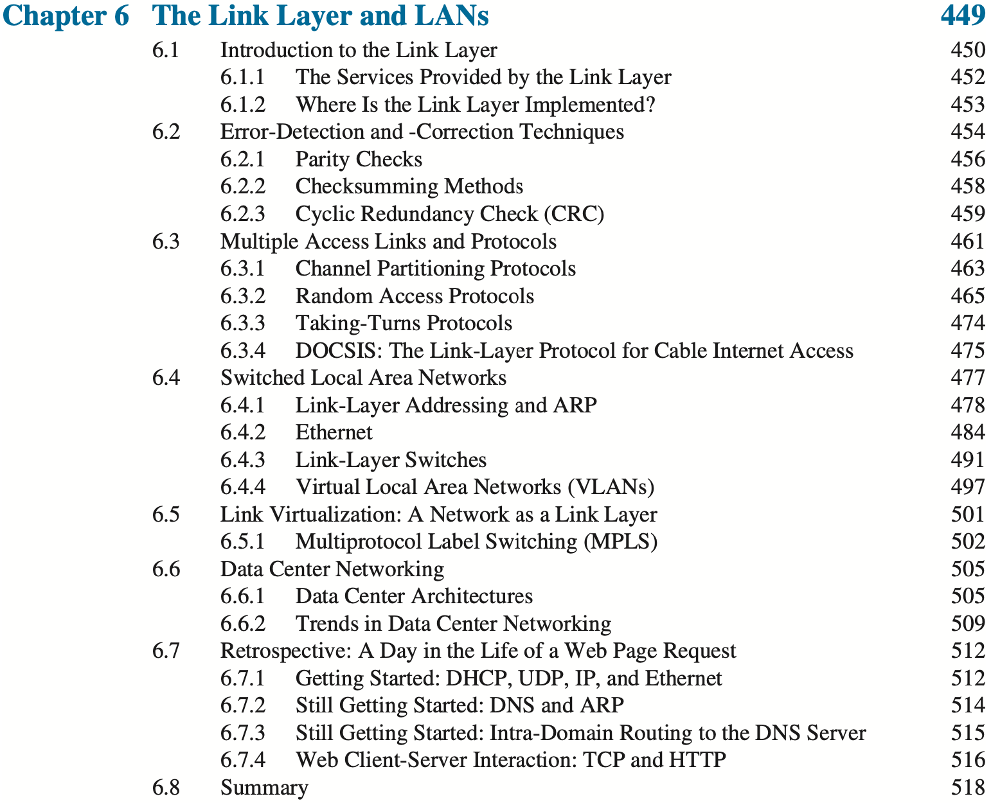 Chapter 6 The Link Layer and LANs 449
6.1 Introduction to the Link Layer 450
6.1.1 The Services Provided by the Link Layer 452
6.1.2 Where Is the Link Layer Implemented? 453
6.2 Error-Detection and -Correction Techniques 454
6.2.1 Parity Checks 456
6.2.2 Checksumming Methods 458
6.2.3 Cyclic Redundancy Check (CRC) 459
6.3 Multiple Access Links and Protocols 461
6.3.1 Channel Partitioning Protocols 463
6.3.2 Random Access Protocols 465
6.3.3 Taking-Turns Protocols 474
6.3.4 DOCSIS: The Link-Layer Protocol for Cable Internet Access 475
6.4 Switched Local Area Networks 477
6.4.1 Link-Layer Addressing and ARP 478
6.4.2 Ethernet 484
6.4.3 Link-Layer Switches 491
6.4.4 Virtual Local Area Networks (VLANs) 497
6.5 Link Virtualization: A Network as a Link Layer 501
6.5.1 Multiprotocol Label Switching (MPLS) 502
6.6 Data Center Networking 505
6.6.1 Data Center Architectures 505
6.6.2 Trends in Data Center Networking 509
6.7 Retrospective: A Day in the Life of a Web Page Request 512
6.7.1 Getting Started: DHCP, UDP, IP, and Ethernet 512
6.7.2 Still Getting Started: DNS and ARP 514
6.7.3 Still Getting Started: Intra-Domain Routing to the DNS Server 515
6.7.4 Web Client-Server Interaction: TCP and HTTP 516
6.8 Summary 518